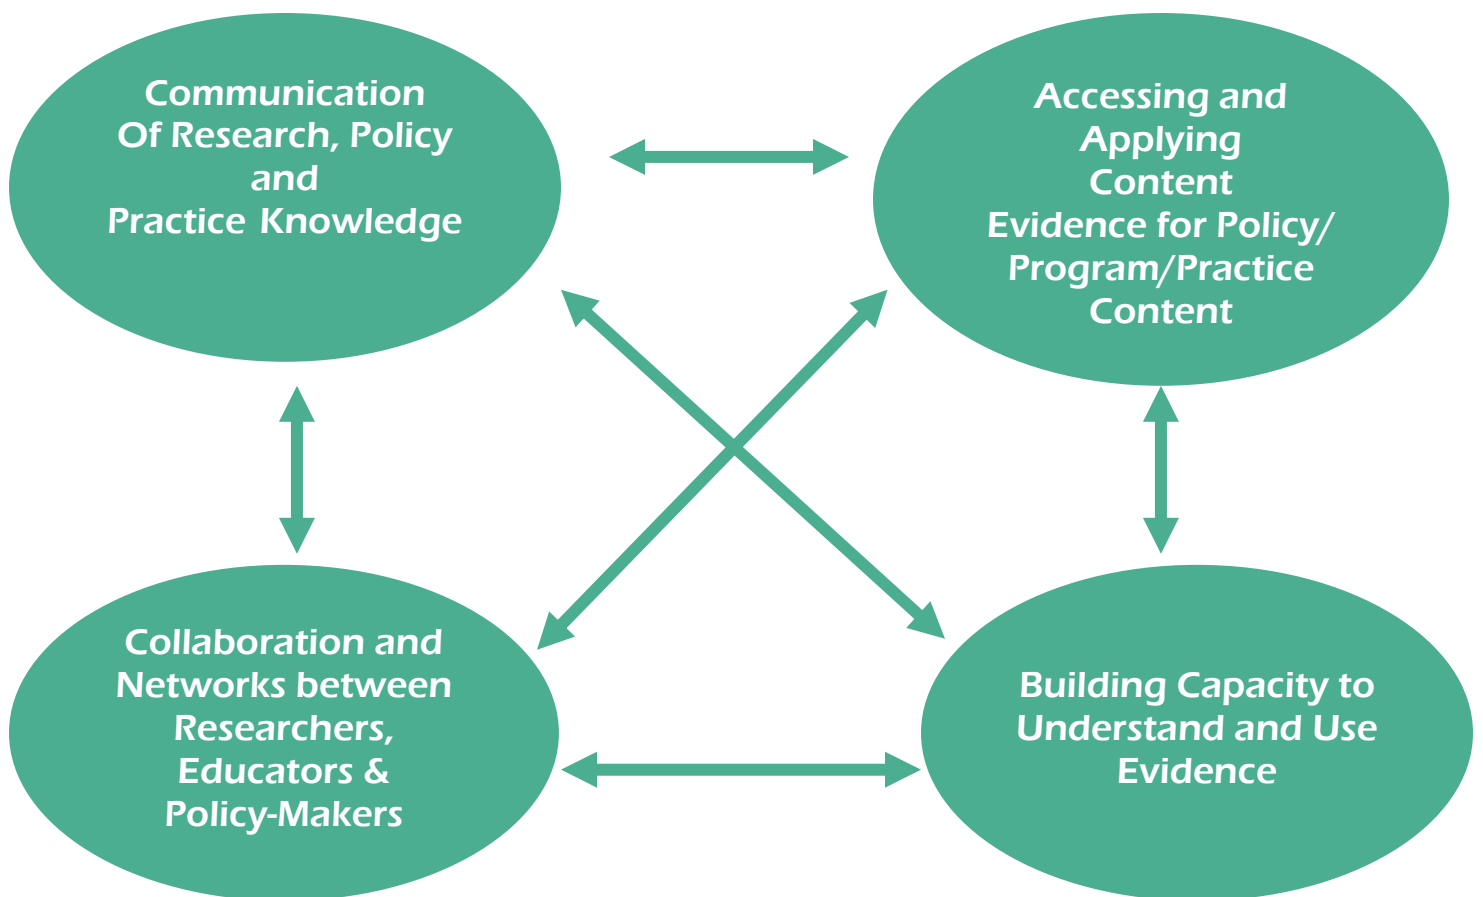 Communication
Of Research, Policy
and
Practice Knowledge
Accessing and
Applying
Content
Evidence for Policy/
Program/Practice
Content
Collaboration and
Networks between
Researchers,
Educators &
Policy-Makers
Building Capacity to
Understand and Use
Evidence